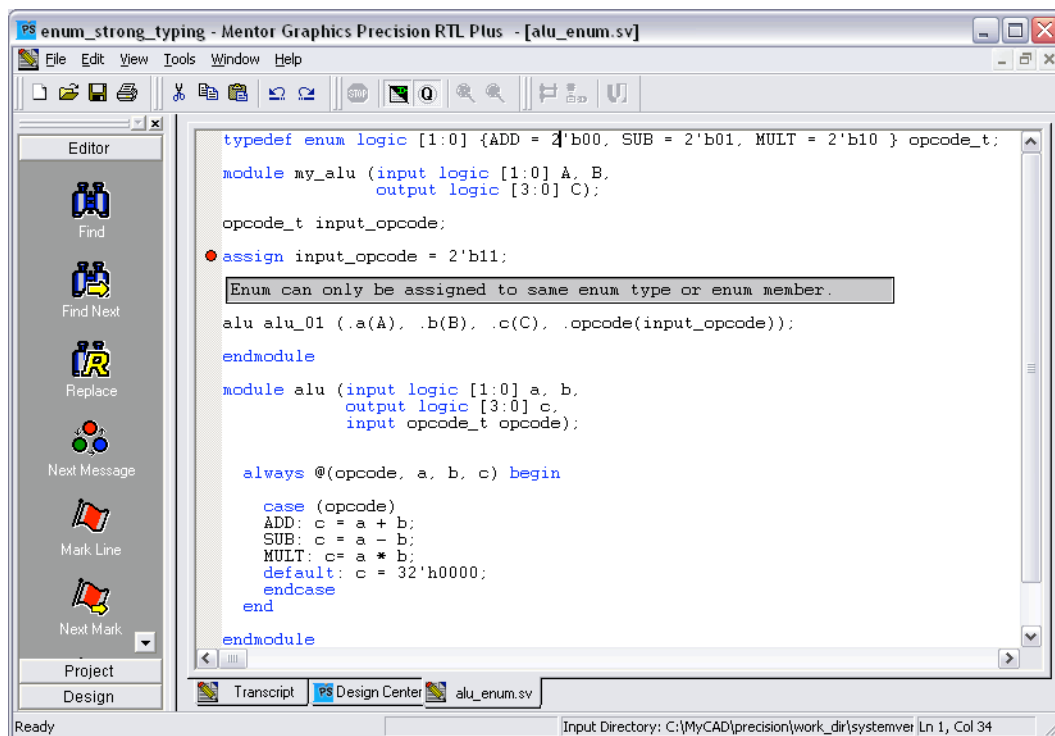 enum_strong_typing - Mentor Graphics Precision RTL Plus - [alu_enum.sv]
File Edit View Tools Window Help
STOP Q
Editor
Find
Find Next
Replace
Next Message
Mark Line
Next Mark
Project
Design
typedef enum logic [1:0] {ADD = 2'b00, SUB = 2'b01, MULT = 2'b10 } opcode_t;
module my_alu (input logic [1:0] A, B,
output logic [3:0] C);
opcode_t input_opcode;
assign input_opcode = 2'b11;
Enum can only be assigned to same enum type or enum member.
alu alu_01 (.a(A), .b(B), .c(C), .opcode(input_opcode));
endmodule
module alu (input logic [1:0] a, b,
output logic [3:0] c,
input opcode_t opcode);
always @(opcode, a, b, c) begin
case (opcode)
ADD: c = a + b;
SUB: c = a - b;
MULT: c= a * b;
default: c = 32'h0000;
endcase
end
endmodule
Transcript PS Design Center alu_enum.sv
Ready Input Directory: C:\MyCAD\precision\work_dir\systemver Ln 1, Col 34